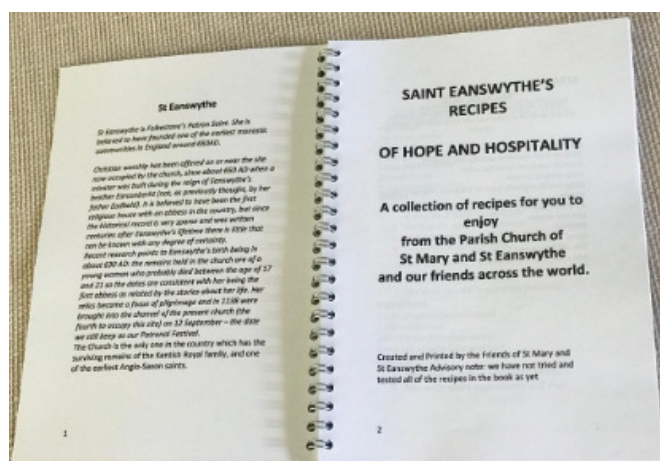 St Eanswythe
St Eanswythe is Folkestone's Patron Saint. She is
believed to have founded one of the earliest monastic
communities in England around 660AD.
Christian worship has been offered on or near the site
now occupied by the church, since about 660 AD when a
minster was built during the reign of Eanswythe's
brother Earconberht (not, as previously thought, by her
father Eadbald). It is believed to have been the first
religious house with an abbess in the country, but since
the historical record is very sparse and was written
centuries after Eanswythe's lifetime there is little that
can be known with any degree of certainty.
Recent research points to Eanswythe's birth being in
about 630 AD: the remains held in the church are of a
young woman who probably died between the age of 17
and 21 so the dates are consistent with her being the
first abbess as related by the stories about her life. Her
relics became a focus of pilgrimage and in 1138 were
brought into the chancel of the present church (the
fourth to occupy this site) on 12 September – the date
we still keep as our Patronal Festival.
The Church is the only one in the country which has the
surviving remains of the Kentish Royal family, and one
of the earliest Anglo-Saxon saints.
1
SAINT EANSWYTHE'S
RECIPES
OF HOPE AND HOSPITALITY
A collection of recipes for you to
enjoy
from the Parish Church of
St Mary and St Eanswythe
and our friends across the world.
Created and Printed by the Friends of St Mary and
St Eanswythe Advisory note: we have not tried and
tested all of the recipes in the book as yet
2